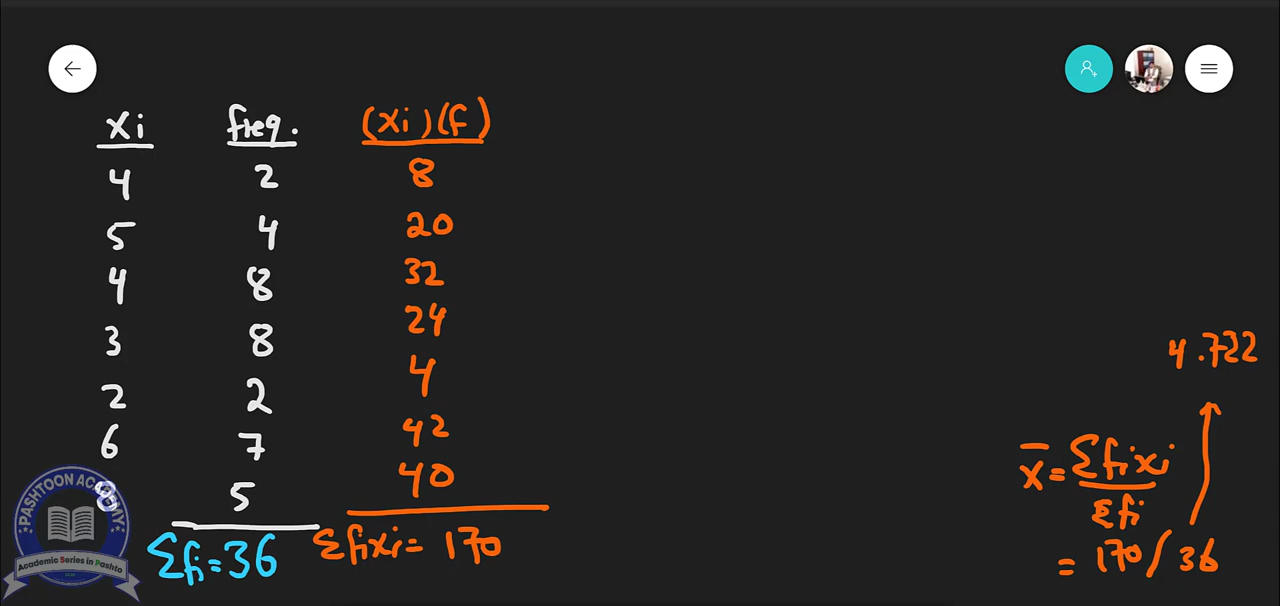 xi freq. (xi)(f)
4 2 8
5 4 20
4 8 32
3 8 24
2 2 4
6 7 42
8 5 40
Σfi=36 Σfixi= 170
4.722
x̄= Σfixi
Σfi
= 170/36
PASHTOON ACADEMY
Academic Series in Pashto